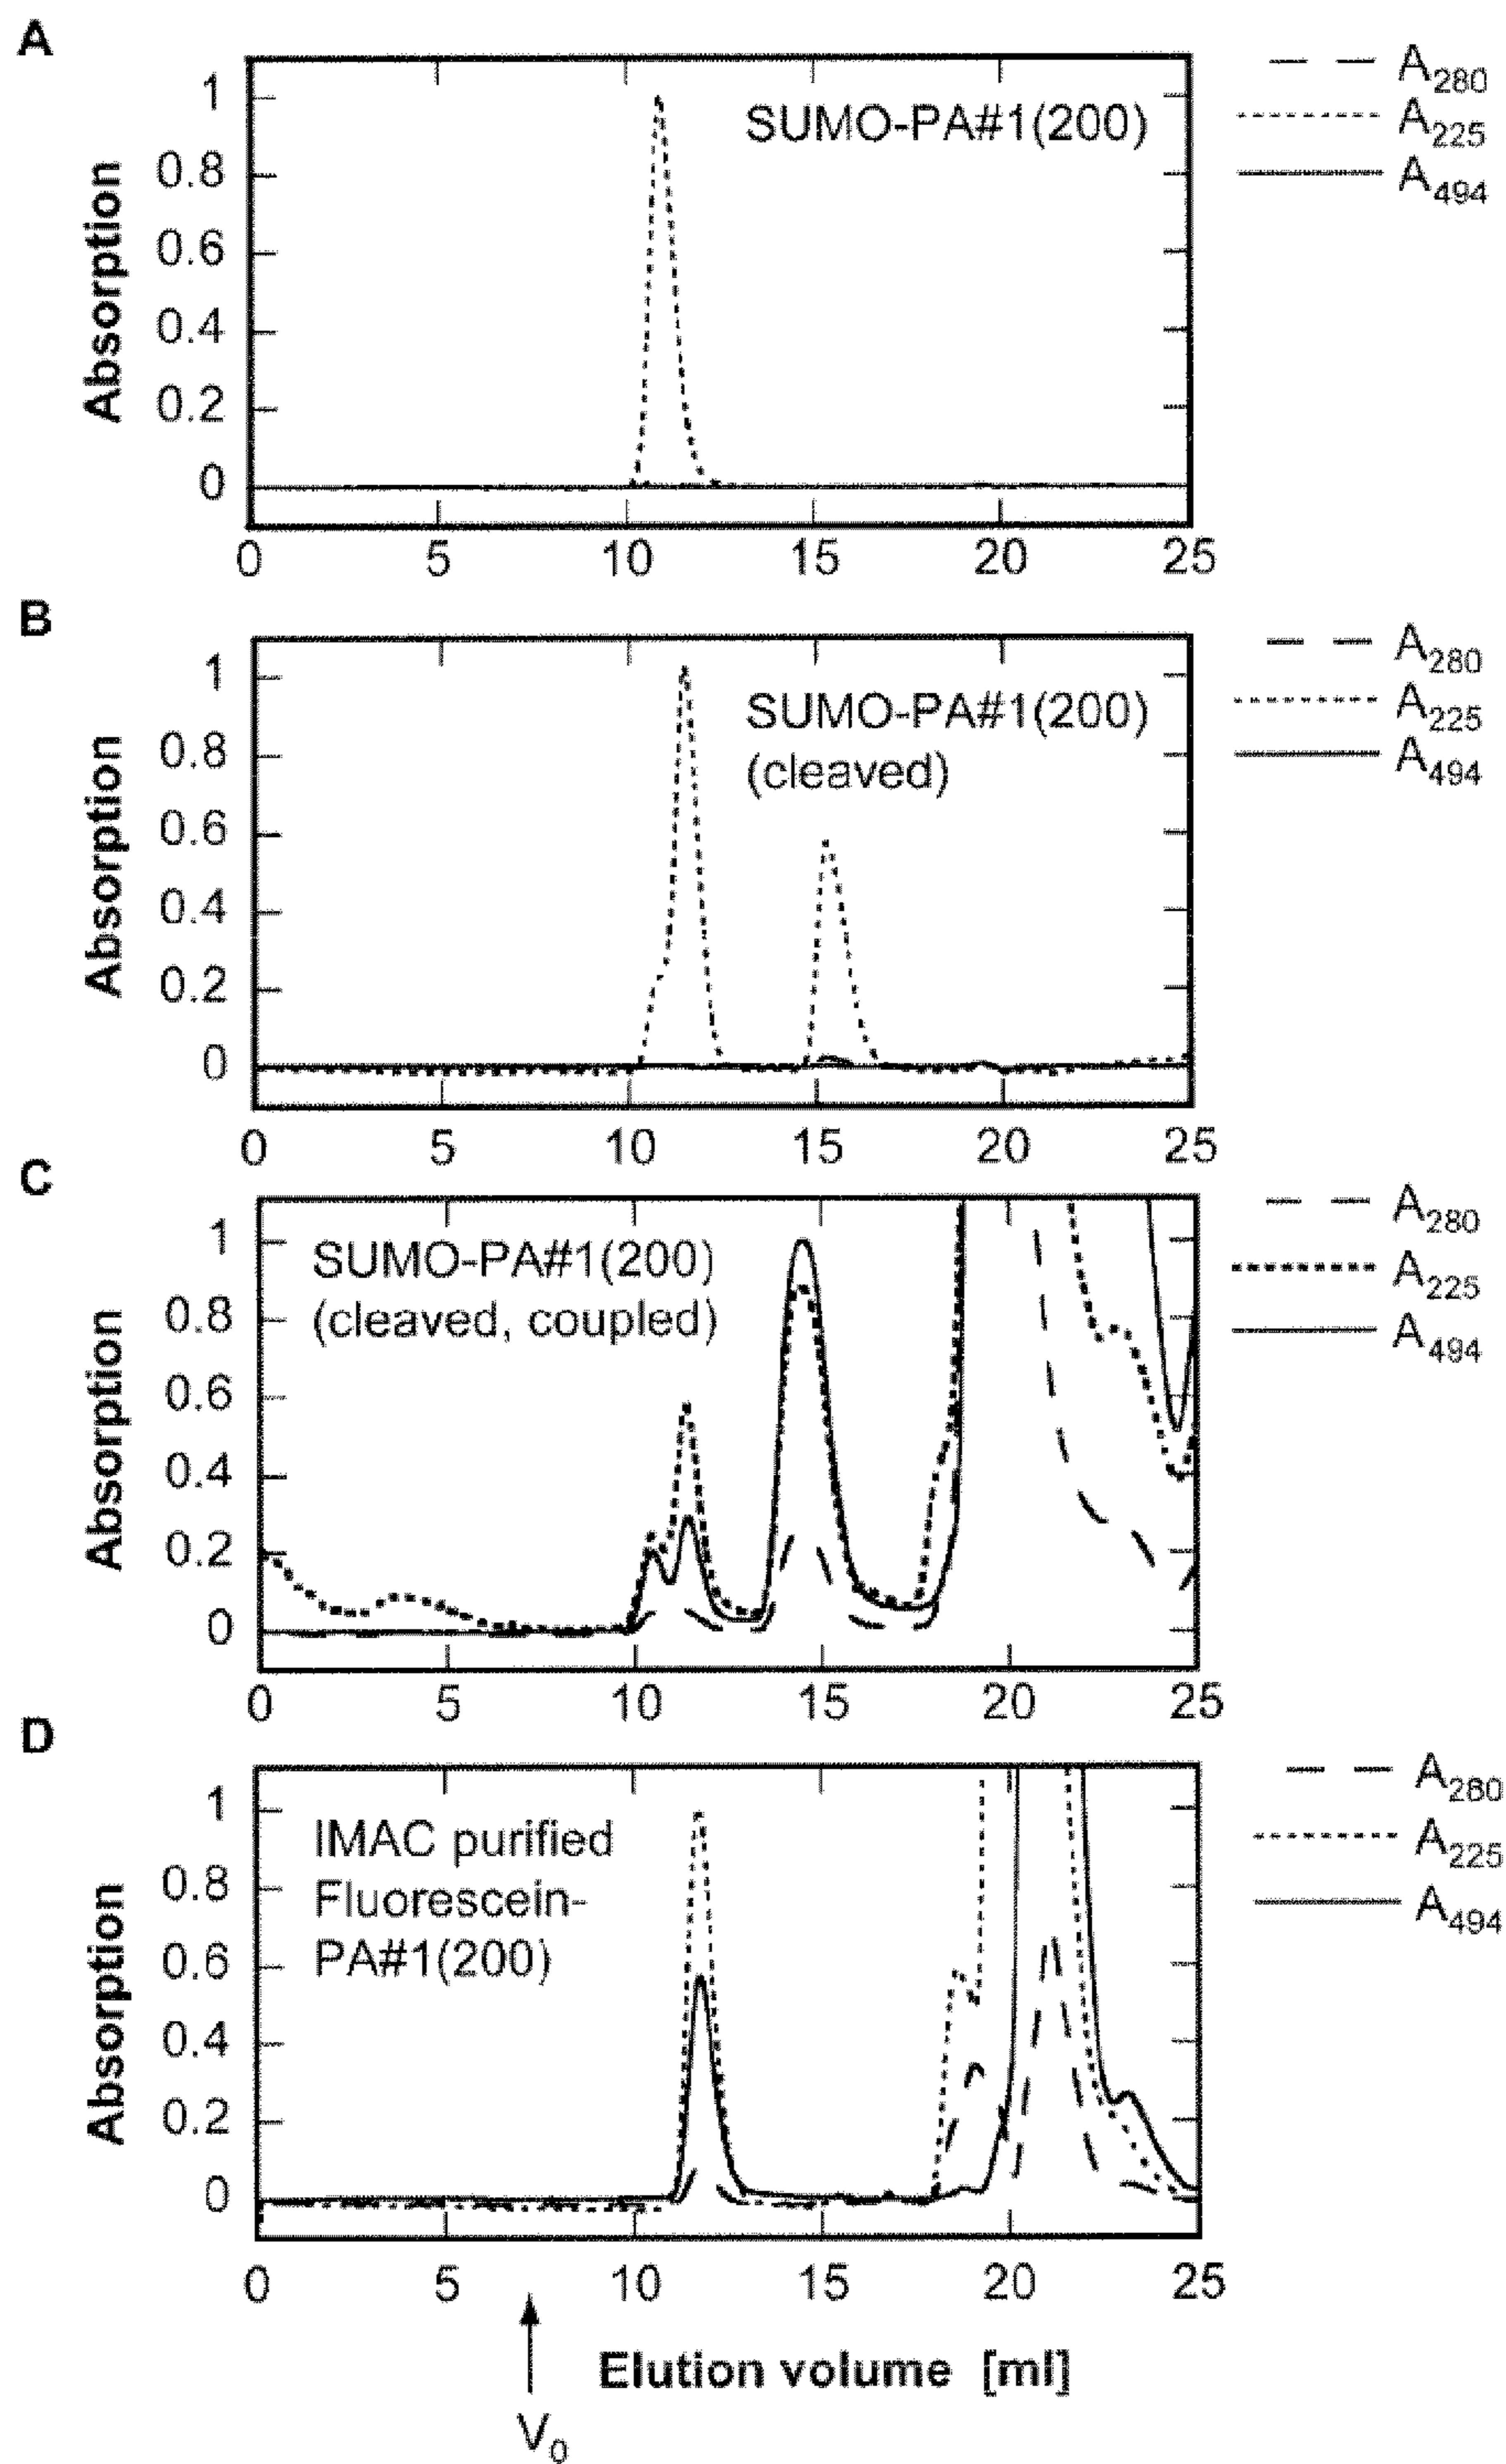 A
Absorption
1
0.8
0.6
0.4
0.2
0
SUMO-PA#1(200)
A280
A225
A494
0 5 10 15 20 25
B
Absorption
1
0.8
0.6
0.4
0.2
0
SUMO-PA#1(200)
(cleaved)
A280
A225
A494
0 5 10 15 20 25
C
Absorption
1
0.8
0.6
0.4
0.2
0
SUMO-PA#1(200)
(cleaved, coupled)
A280
A225
A494
0 5 10 15 20 25
D
Absorption
1
0.8
0.6
0.4
0.2
0
IMAC purified
Fluorescein-
PA#1(200)
A280
A225
A494
0 5 10 15 20 25
Elution volume [ml]
V0